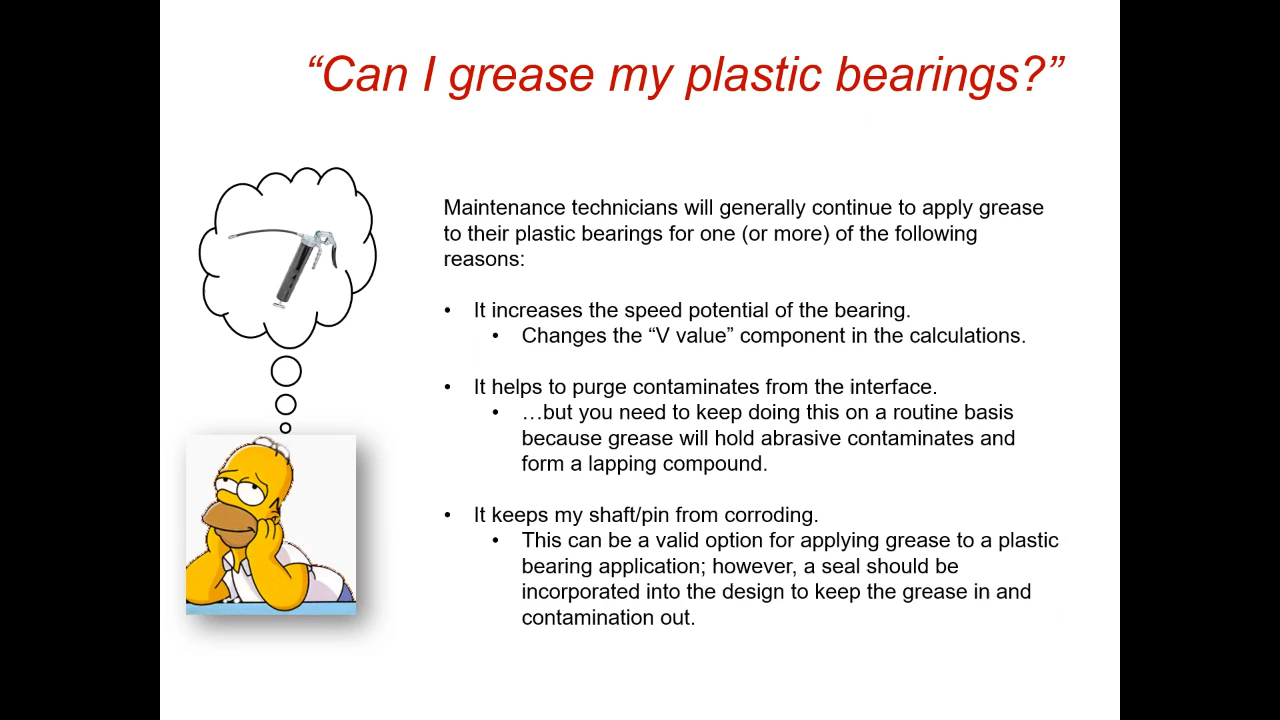 “Can I grease my plastic bearings?”
Maintenance technicians will generally continue to apply grease
to their plastic bearings for one (or more) of the following
reasons:
• It increases the speed potential of the bearing.
• Changes the “V value” component in the calculations.
• It helps to purge contaminates from the interface.
• …but you need to keep doing this on a routine basis
because grease will hold abrasive contaminates and
form a lapping compound.
• It keeps my shaft/pin from corroding.
• This can be a valid option for applying grease to a plastic
bearing application; however, a seal should be
incorporated into the design to keep the grease in and
contamination out.